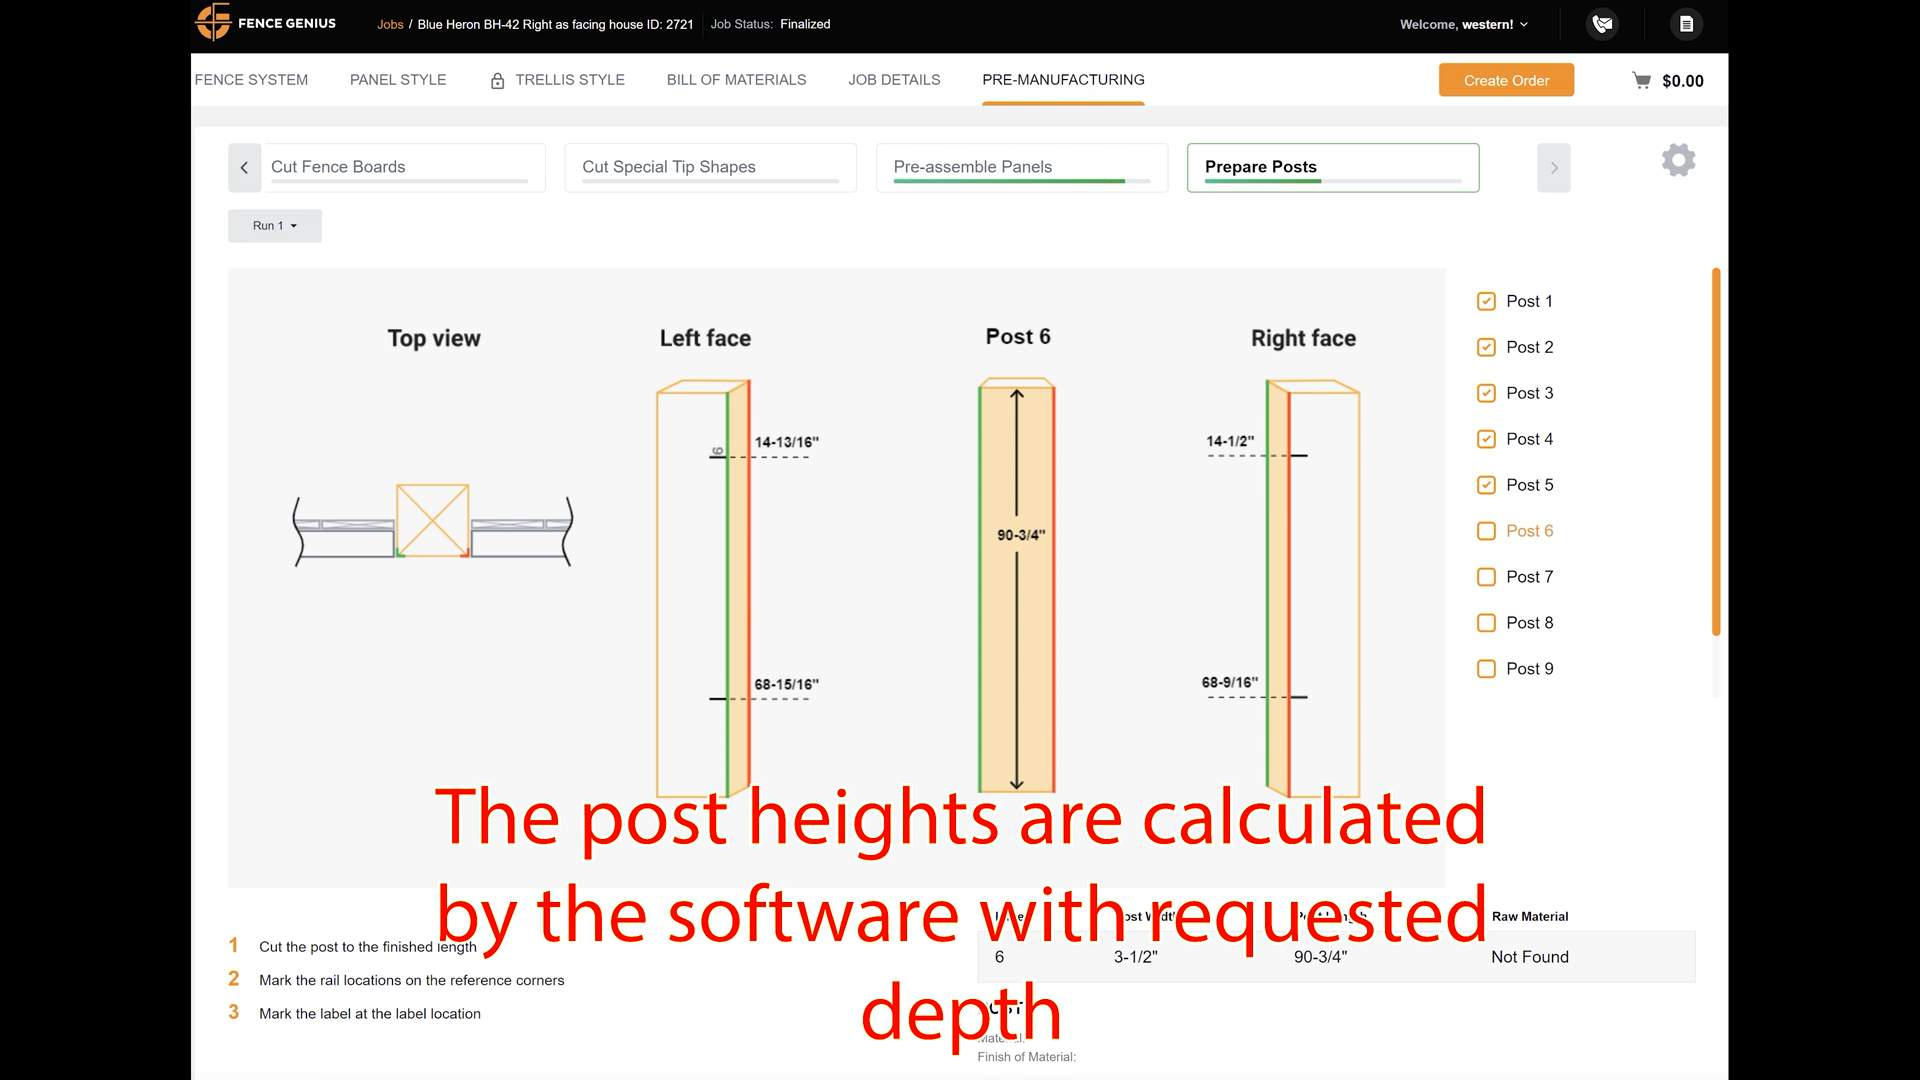 FENCE GENIUS
Jobs / Blue Heron BH-42 Right as facing house ID: 2721
Job Status: Finalized
Welcome, western!
FENCE SYSTEM
PANEL STYLE
TRELLIS STYLE
BILL OF MATERIALS
JOB DETAILS
PRE-MANUFACTURING
Create Order
$0.00
Cut Fence Boards
Cut Special Tip Shapes
Pre-assemble Panels
Prepare Posts
Run 1
Top view
Left face
Post 6
Right face
6
14-13/16"
14-1/2"
90-3/4"
68-15/16"
68-9/16"
Post 1
Post 2
Post 3
Post 4
Post 5
Post 6
Post 7
Post 8
Post 9
The post heights are calculated
by the software with requested
depth
1 Cut the post to the finished length
2 Mark the rail locations on the reference corners
3 Mark the label at the label location
Raw Material
6 3-1/2" 90-3/4" Not Found
Finish of Material: